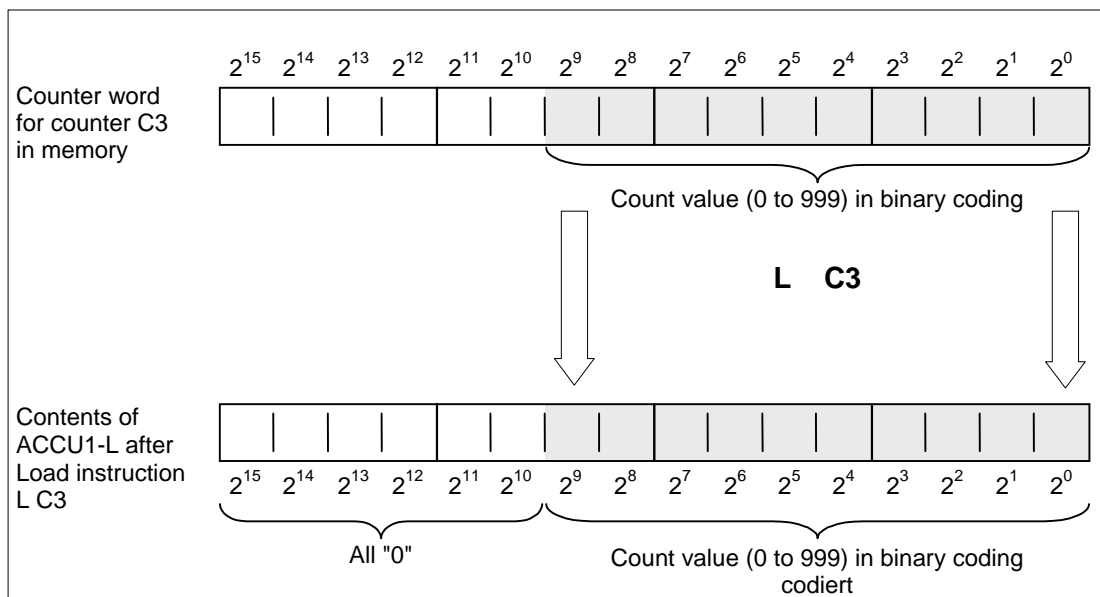 2^15 2^14 2^13 2^12 2^11 2^10 2^9 2^8 2^7 2^6 2^5 2^4 2^3 2^2 2^1 2^0
Counter word
for counter C3
in memory
Count value (0 to 999) in binary coding
L C3
Contents of
ACCU1-L after
Load instruction
L C3
2^15 2^14 2^13 2^12 2^11 2^10 2^9 2^8 2^7 2^6 2^5 2^4 2^3 2^2 2^1 2^0
All "0"
Count value (0 to 999) in binary coding
codiert